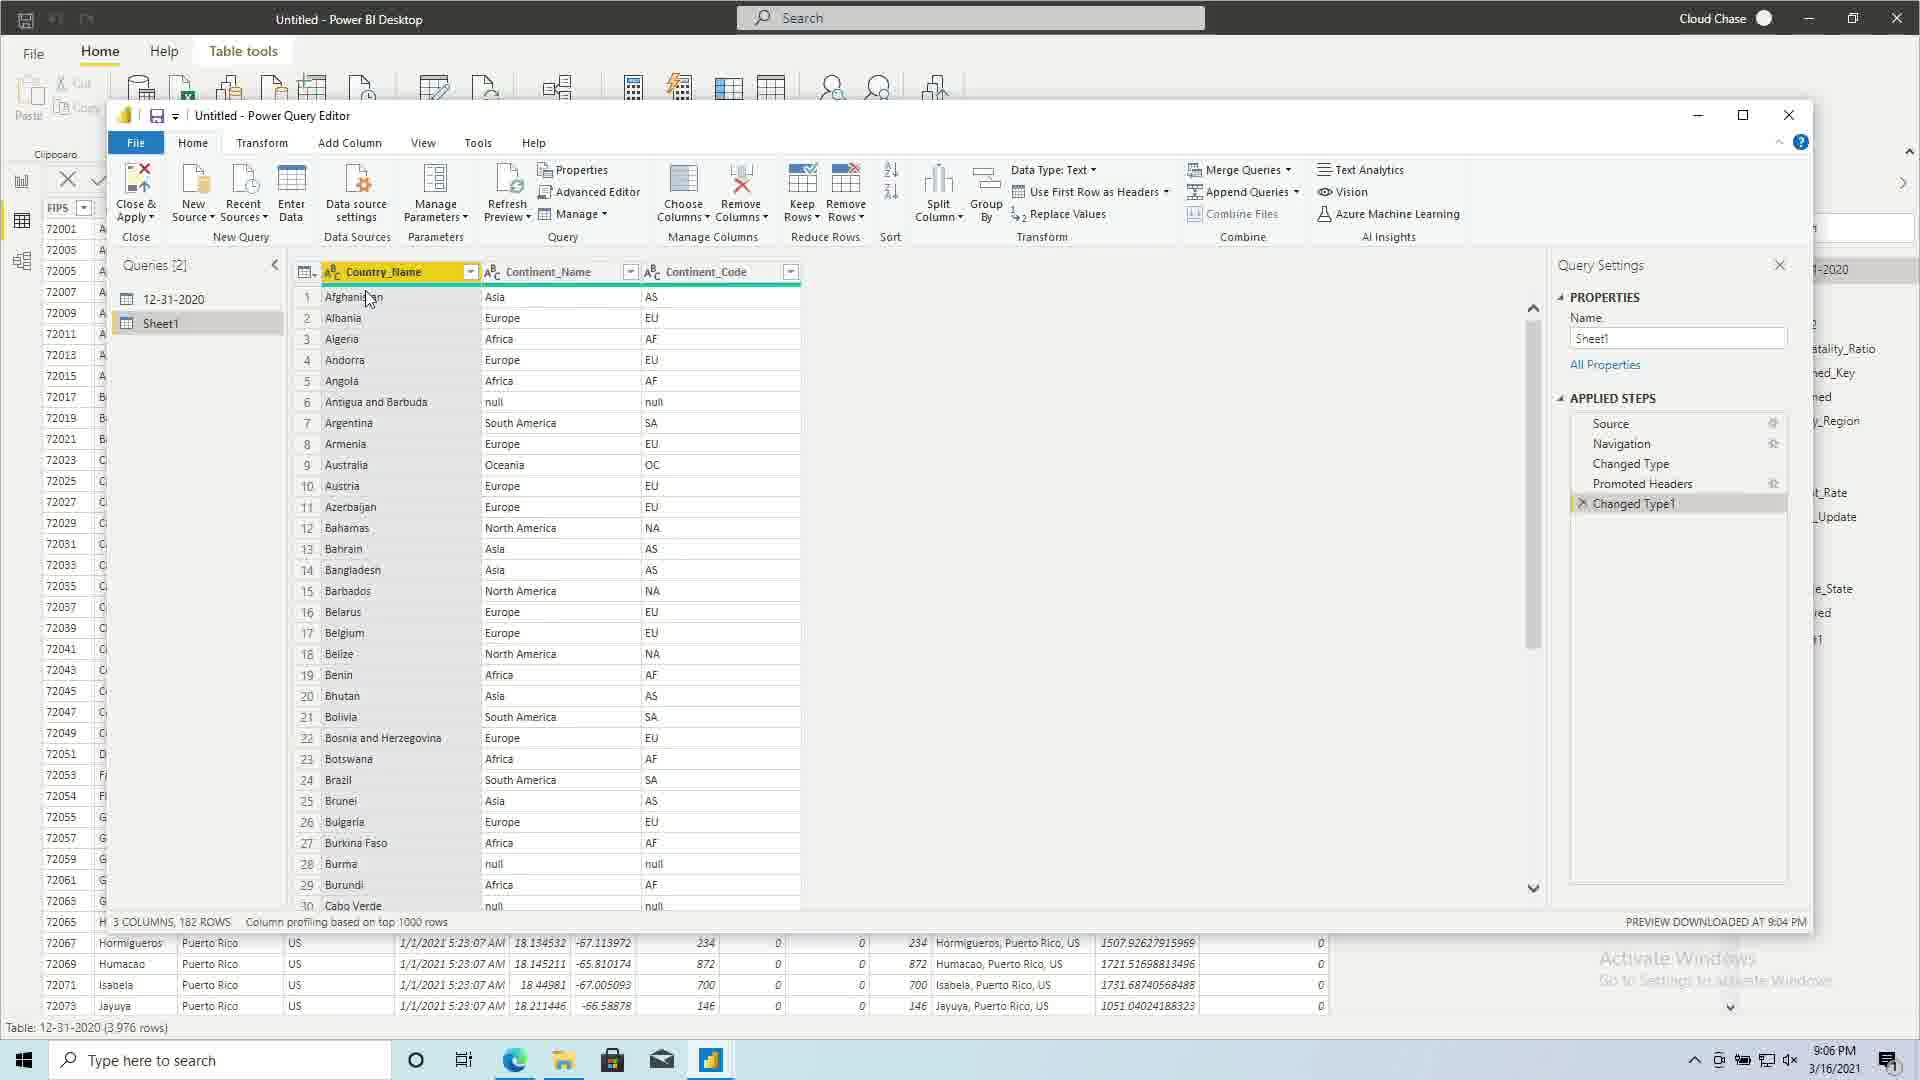 Untitled - Power BI Desktop
Search
Cloud Chase
File
Home
Help
Table tools
Paste
Cut
Copy
Clipboard
Untitled - Power Query Editor
File
Home
Transform
Add Column
View
Tools
Help
Close & Apply
New Source
Recent Sources
Enter Data
Data source settings
Manage Parameters
Refresh Preview
Properties
Advanced Editor
Manage
Choose Columns
Remove Columns
Keep Rows
Remove Rows
Split Column
Group By
Data Type: Text
Use First Row as Headers
Replace Values
Merge Queries
Append Queries
Combine Files
Text Analytics
Vision
Azure Machine Learning
Close
New Query
Data Sources
Parameters
Query
Manage Columns
Reduce Rows
Sort
Transform
Combine
AI Insights
FIPS
72001
72003
72005
72007
72009
72011
72013
72015
72017
72019
72021
72023
72025
72027
72029
72031
72033
72035
72037
72039
72041
72043
72045
72047
72049
72051
72053
72054
72055
72057
72059
72061
72063
72065
Queries [2]
12-31-2020
Sheet1
Country_Name Continent_Name Continent_Code
1 Afghanistan Asia AS
2 Albania Europe EU
3 Algeria Africa AF
4 Andorra Europe EU
5 Angola Africa AF
6 Antigua and Barbuda null null
7 Argentina South America SA
8 Armenia Europe EU
9 Australia Oceania OC
10 Austria Europe EU
11 Azerbaijan Europe EU
12 Bahamas North America NA
13 Bahrain Asia AS
14 Bangladesh Asia AS
15 Barbados North America NA
16 Belarus Europe EU
17 Belgium Europe EU
18 Belize North America NA
19 Benin Africa AF
20 Bhutan Asia AS
21 Bolivia South America SA
22 Bosnia and Herzegovina Europe EU
23 Botswana Africa AF
24 Brazil South America SA
25 Brunei Asia AS
26 Bulgaria Europe EU
27 Burkina Faso Africa AF
28 Burma null null
29 Burundi Africa AF
30 Cabo Verde null null
Query Settings
PROPERTIES
Name
Sheet1
All Properties
APPLIED STEPS
Source
Navigation
Changed Type
Promoted Headers
Changed Type1
-2020
atality_Ratio
ned_Key
ned
y_Region
t_Rate
_Update
e_State
red
3 COLUMNS, 182 ROWS
Column profiling based on top 1000 rows
PREVIEW DOWNLOADED AT 9:04 PM
72067 Hormigueros Puerto Rico US 1/1/2021 5:23:07 AM 18.134532 -67.113972 234 0 0 234 Hormigueros, Puerto Rico, US 1507.92627915969 0
72069 Humacao Puerto Rico US 1/1/2021 5:23:07 AM 18.145211 -65.810174 872 0 0 872 Humacao, Puerto Rico, US 1721.51698813496 0
72071 Isabela Puerto Rico US 1/1/2021 5:23:07 AM 18.44981 -67.005093 700 0 0 700 Isabela, Puerto Rico, US 1731.68740568488 0
72073 Jayuya Puerto Rico US 1/1/2021 5:23:07 AM 18.211446 -66.58878 146 0 0 146 Jayuya, Puerto Rico, US 1051.04024188323 0
Activate Windows
Go to Settings to activate Windows.
Table: 12-31-2020 (3,976 rows)
Type here to search
9:06 PM
3/16/2021
1